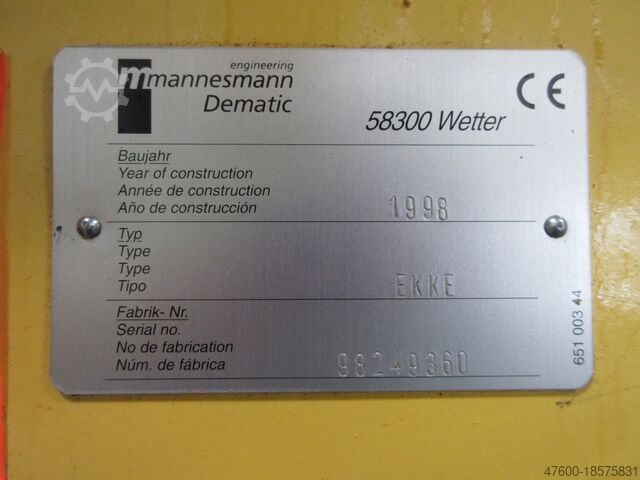 engineering
mannesmann
Dematic
58300 Wetter
CE
Baujahr
Year of construction
Année de construction
Año de construcción
1998
Typ
Type
Type
Tipo
EKKE
Fabrik- Nr.
Serial no.
No de fabrication
Núm. de fábrica
98249360
651 003 44
47600-18575831